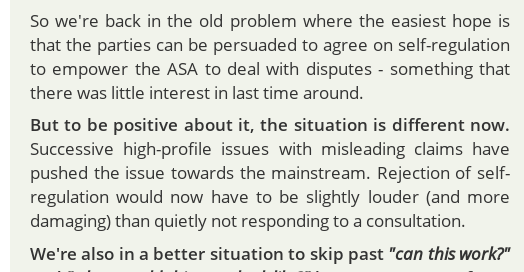 So we're back in the old problem where the easiest hope is
that the parties can be persuaded to agree on self-regulation
to empower the ASA to deal with disputes - something that
there was little interest in last time around.
But to be positive about it, the situation is different now.
Successive high-profile issues with misleading claims have
pushed the issue towards the mainstream. Rejection of self-
regulation would now have to be slightly louder (and more
damaging) than quietly not responding to a consultation.
We're also in a better situation to skip past "can this work?"